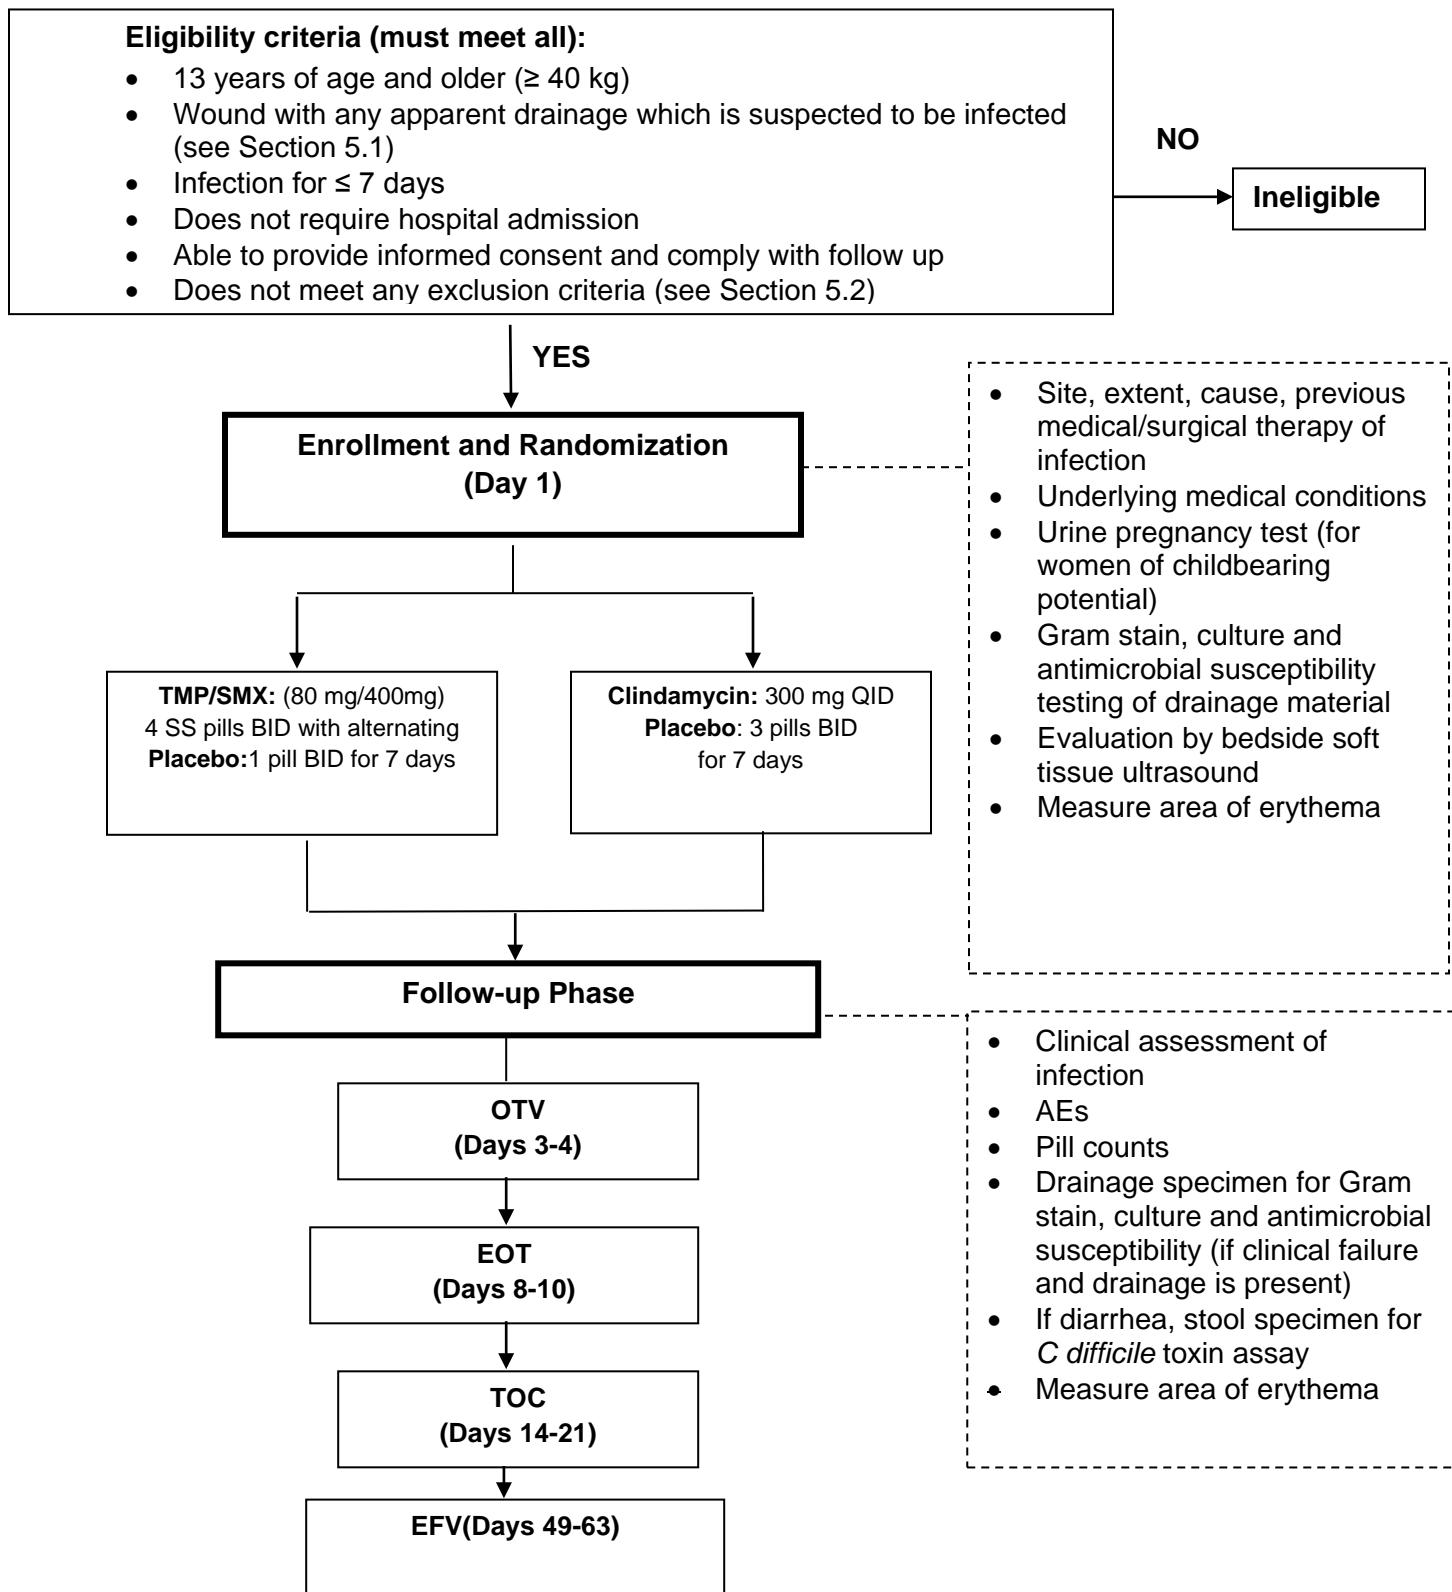 Eligibility criteria (must meet all):
• 13 years of age and older (≥ 40 kg)
• Wound with any apparent drainage which is suspected to be infected
(see Section 5.1)
• Infection for ≤ 7 days
• Does not require hospital admission
• Able to provide informed consent and comply with follow up
• Does not meet any exclusion criteria (see Section 5.2)
NO
Ineligible
YES
Enrollment and Randomization
(Day 1)
• Site, extent, cause, previous
medical/surgical therapy of
infection
• Underlying medical conditions
• Urine pregnancy test (for
women of childbearing
potential)
• Gram stain, culture and
antimicrobial susceptibility
testing of drainage material
• Evaluation by bedside soft
tissue ultrasound
• Measure area of erythema
TMP/SMX: (80 mg/400mg)
4 SS pills BID with alternating
Placebo:1 pill BID for 7 days
Clindamycin: 300 mg QID
Placebo: 3 pills BID
for 7 days
Follow-up Phase
• Clinical assessment of
infection
• AEs
• Pill counts
• Drainage specimen for Gram
stain, culture and antimicrobial
susceptibility (if clinical failure
and drainage is present)
• If diarrhea, stool specimen for
C difficile toxin assay
• Measure area of erythema
OTV
(Days 3-4)
EOT
(Days 8-10)
TOC
(Days 14-21)
EFV(Days 49-63)